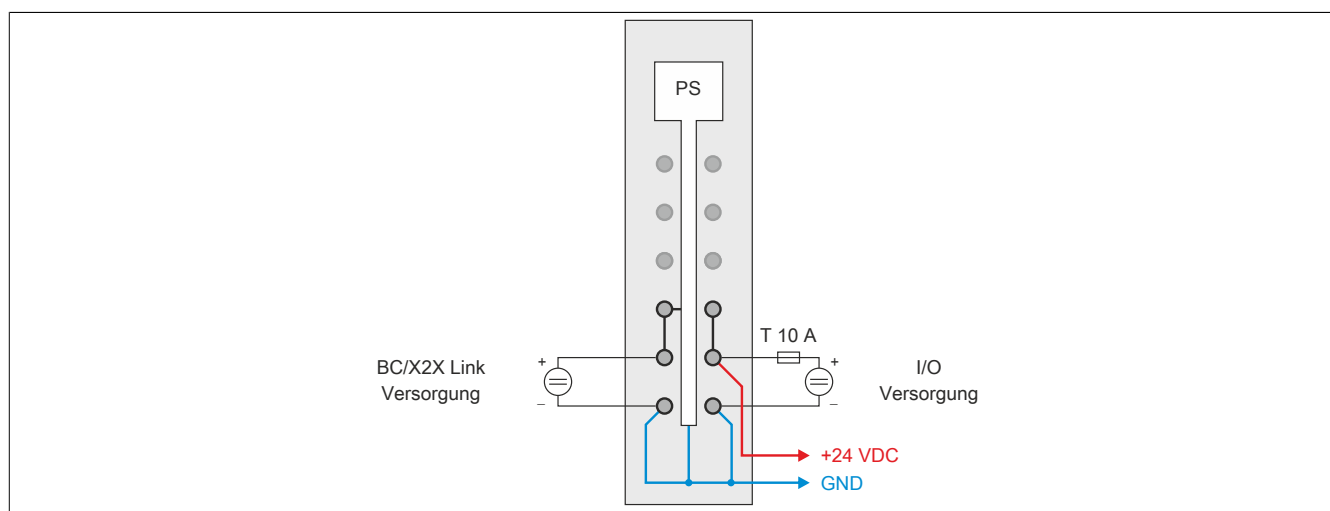 PS
T 10 A
BC/X2X Link
Versorgung
+
–
+
–
I/O
Versorgung
+24 VDC
GND